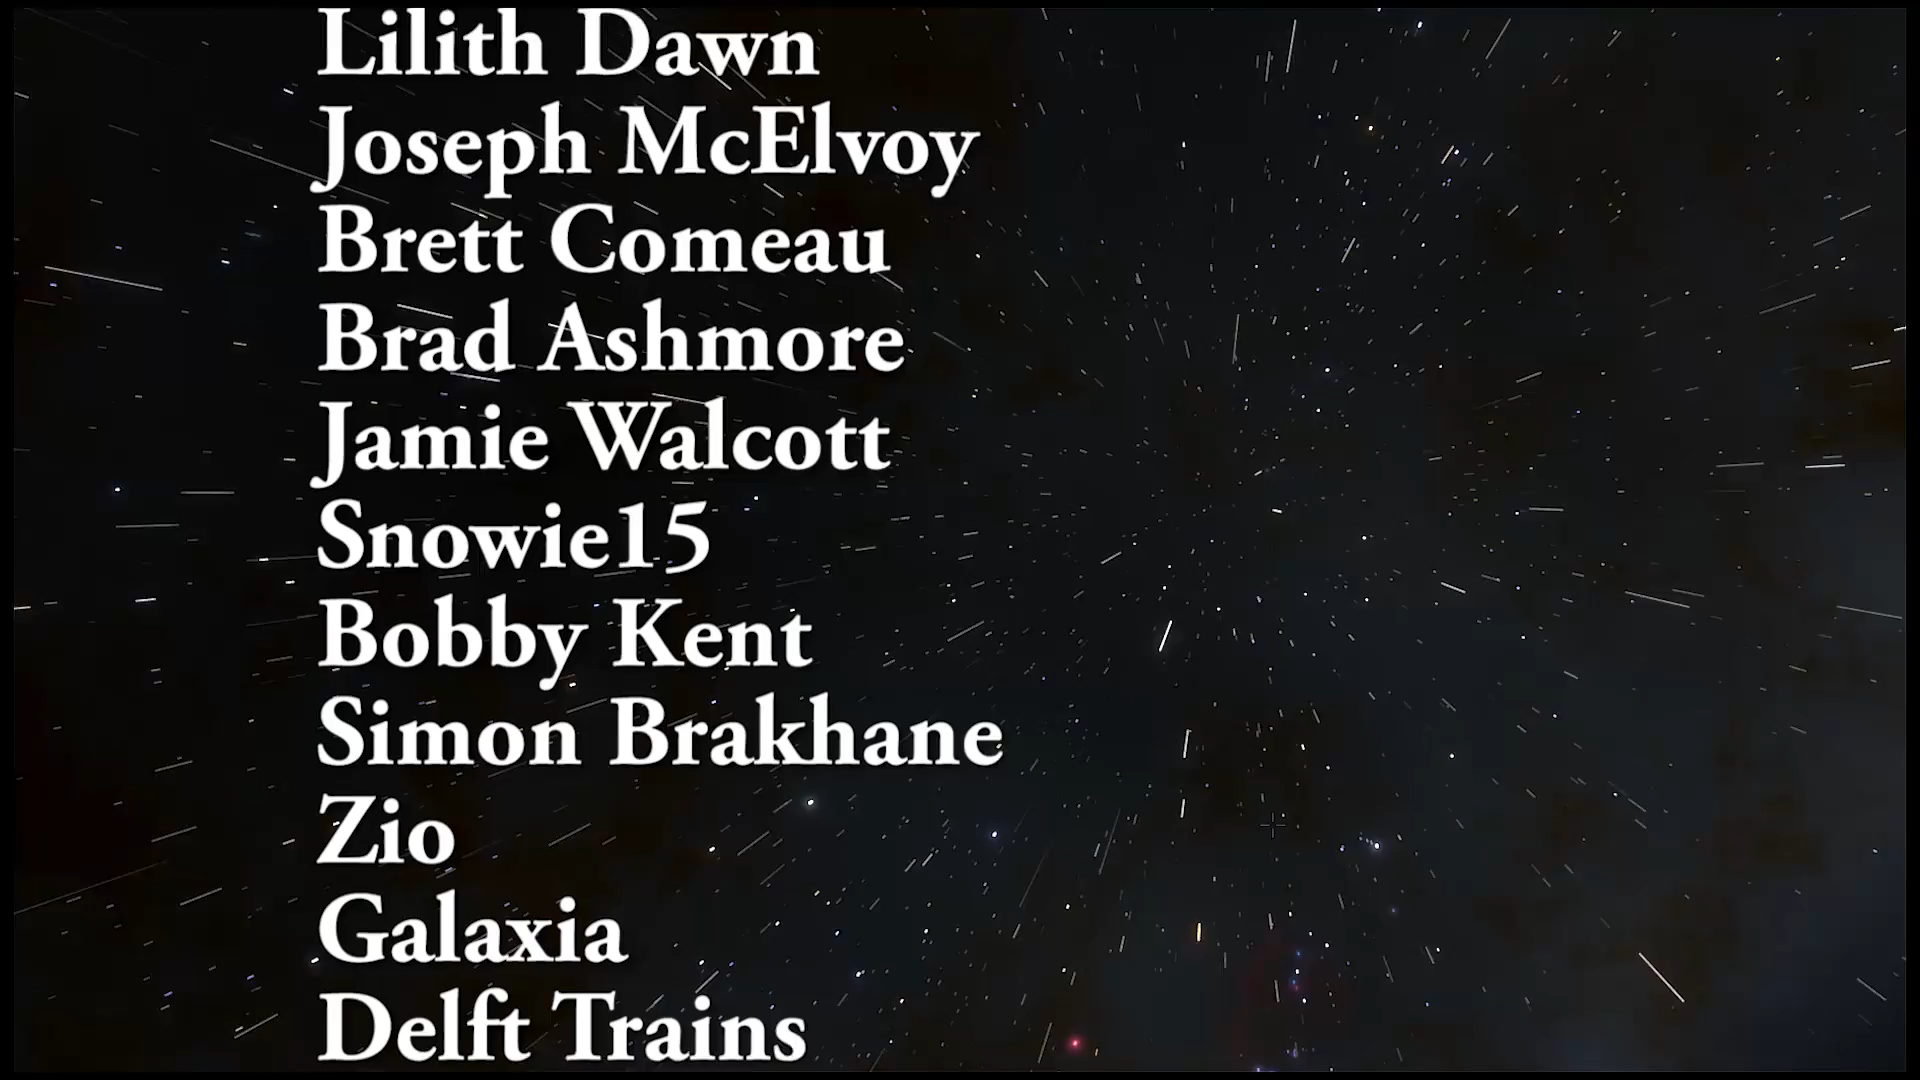 Lilith Dawn
Joseph McElvoy
Brett Comeau
Brad Ashmore
Jamie Walcott
Snowie15
Bobby Kent
Simon Brakhane
Zio
Galaxia
Delft Trains